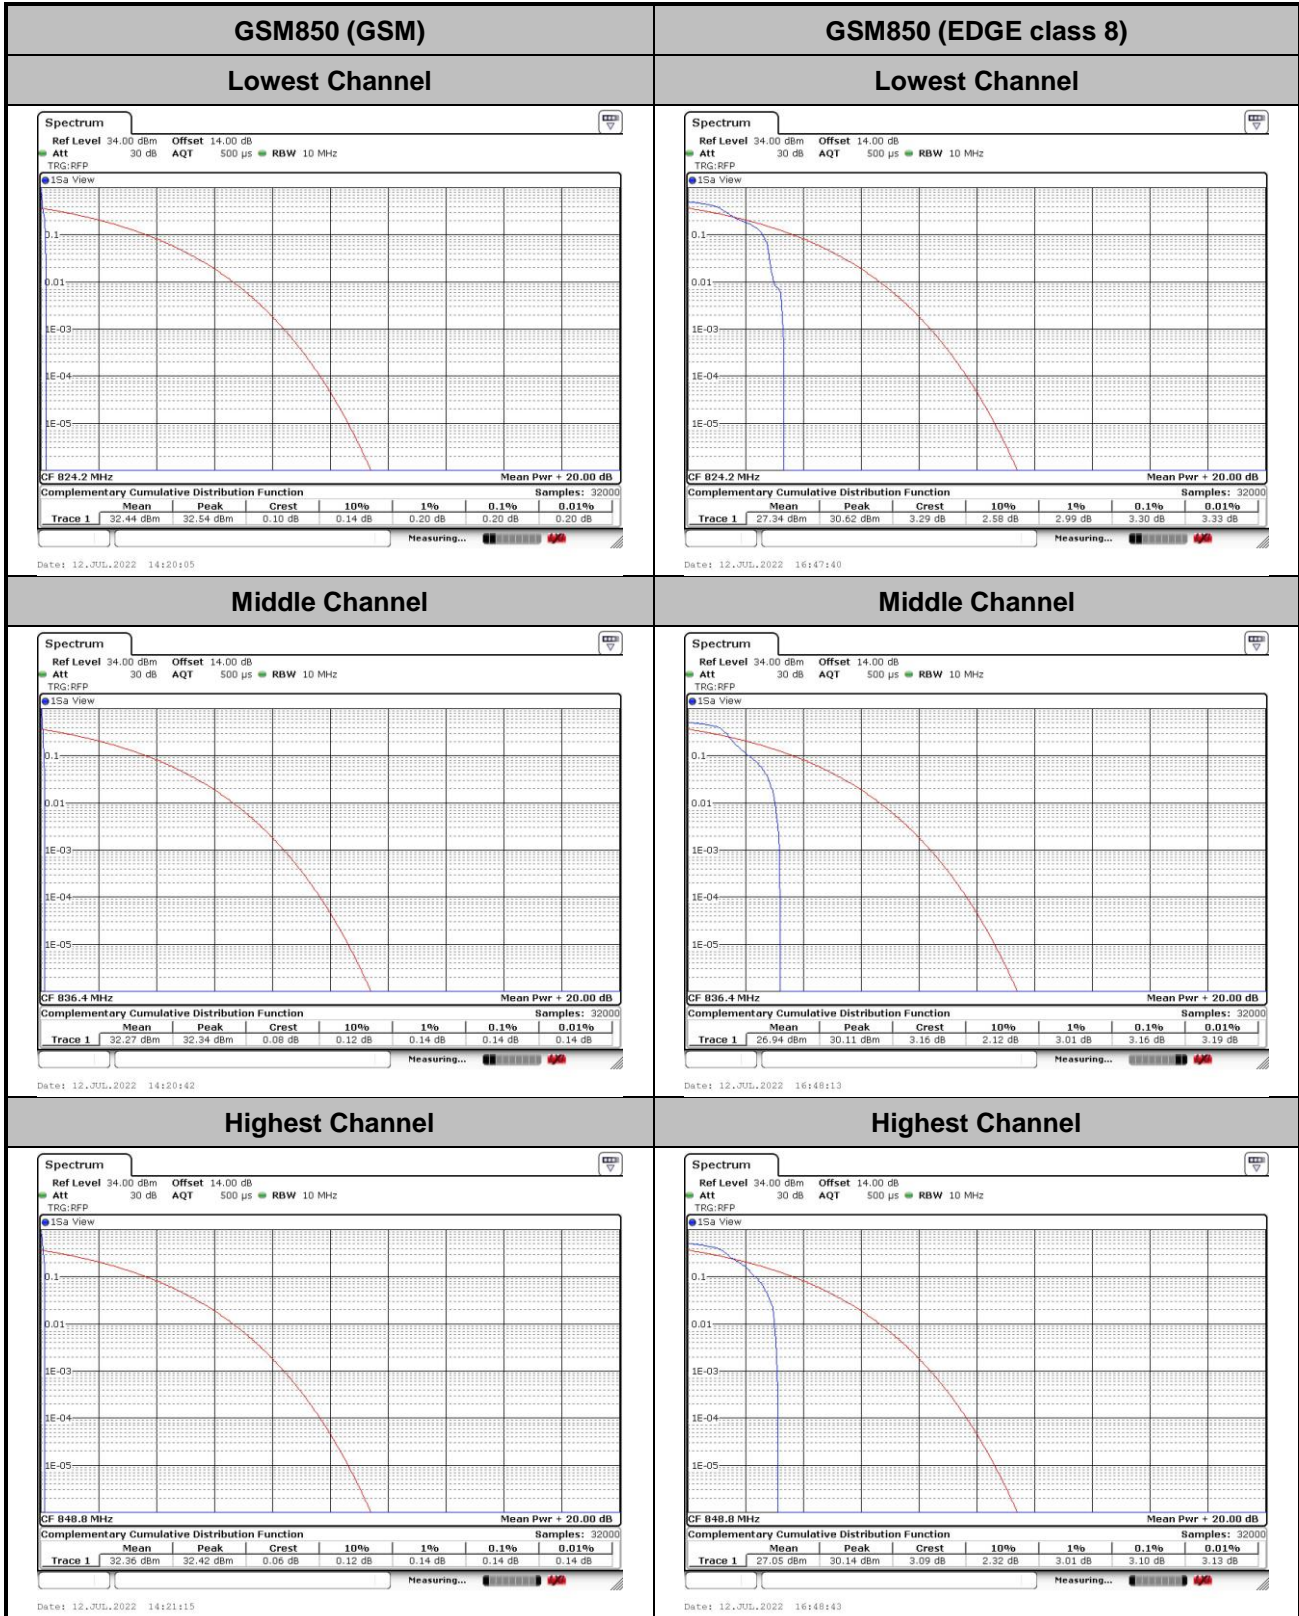 GSM850 (GSM) GSM850 (EDGE class 8)
Lowest Channel Lowest Channel
Spectrum
Ref Level 34.00 dBm Offset 14.00 dB
Att 30 dB AQT 500 µs RBW 10 MHz
TRG:RFP
1Sa View
0.1
0.01
1E-03
1E-04
1E-05
CF 824.2 MHz Mean Pwr + 20.00 dB
Complementary Cumulative Distribution Function Samples: 32000
Mean Peak Crest 10% 1% 0.1% 0.01%
Trace 1 32.44 dBm 32.54 dBm 0.10 dB 0.14 dB 0.20 dB 0.20 dB 0.20 dB
Measuring...
Date: 12.JUL.2022 14:20:05
Spectrum
Ref Level 34.00 dBm Offset 14.00 dB
Att 30 dB AQT 500 µs RBW 10 MHz
TRG:RFP
1Sa View
0.1
0.01
1E-03
1E-04
1E-05
CF 824.2 MHz Mean Pwr + 20.00 dB
Complementary Cumulative Distribution Function Samples: 32000
Mean Peak Crest 10% 1% 0.1% 0.01%
Trace 1 27.34 dBm 30.62 dBm 3.29 dB 2.58 dB 2.99 dB 3.30 dB 3.33 dB
Measuring...
Date: 12.JUL.2022 16:47:40
Middle Channel Middle Channel
Spectrum
Ref Level 34.00 dBm Offset 14.00 dB
Att 30 dB AQT 500 µs RBW 10 MHz
TRG:RFP
1Sa View
0.1
0.01
1E-03
1E-04
1E-05
CF 836.4 MHz Mean Pwr + 20.00 dB
Complementary Cumulative Distribution Function Samples: 32000
Mean Peak Crest 10% 1% 0.1% 0.01%
Trace 1 32.27 dBm 32.34 dBm 0.08 dB 0.12 dB 0.14 dB 0.14 dB 0.14 dB
Measuring...
Date: 12.JUL.2022 14:20:42
Spectrum
Ref Level 34.00 dBm Offset 14.00 dB
Att 30 dB AQT 500 µs RBW 10 MHz
TRG:RFP
1Sa View
0.1
0.01
1E-03
1E-04
1E-05
CF 836.4 MHz Mean Pwr + 20.00 dB
Complementary Cumulative Distribution Function Samples: 32000
Mean Peak Crest 10% 1% 0.1% 0.01%
Trace 1 26.94 dBm 30.11 dBm 3.16 dB 2.12 dB 3.01 dB 3.16 dB 3.19 dB
Measuring...
Date: 12.JUL.2022 16:48:13
Highest Channel Highest Channel
Spectrum
Ref Level 34.00 dBm Offset 14.00 dB
Att 30 dB AQT 500 µs RBW 10 MHz
TRG:RFP
1Sa View
0.1
0.01
1E-03
1E-04
1E-05
CF 848.8 MHz Mean Pwr + 20.00 dB
Complementary Cumulative Distribution Function Samples: 32000
Mean Peak Crest 10% 1% 0.1% 0.01%
Trace 1 32.36 dBm 32.42 dBm 0.06 dB 0.12 dB 0.14 dB 0.14 dB 0.14 dB
Measuring...
Date: 12.JUL.2022 14:21:15
Spectrum
Ref Level 34.00 dBm Offset 14.00 dB
Att 30 dB AQT 500 µs RBW 10 MHz
TRG:RFP
1Sa View
0.1
0.01
1E-03
1E-04
1E-05
CF 848.8 MHz Mean Pwr + 20.00 dB
Complementary Cumulative Distribution Function Samples: 32000
Mean Peak Crest 10% 1% 0.1% 0.01%
Trace 1 27.05 dBm 30.14 dBm 3.09 dB 2.32 dB 3.01 dB 3.10 dB 3.13 dB
Measuring...
Date: 12.JUL.2022 16:48:43